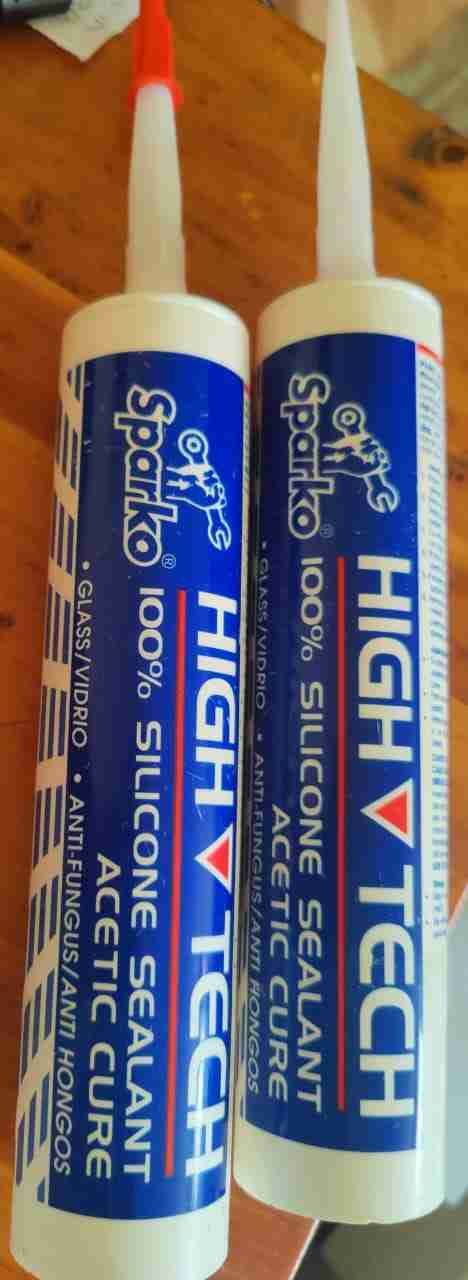 Sparko®
HIGH TECH
100% SILICONE SEALANT
ACETIC CURE
• GLASS/VIDRIO • ANTI-FUNGUS/ANTI HONGOS
Sparko®
HIGH TECH
100% SILICONE SEALANT
ACETIC CURE
• GLASS/VIDRIO • ANTI-FUNGUS/ANTI HONGOS